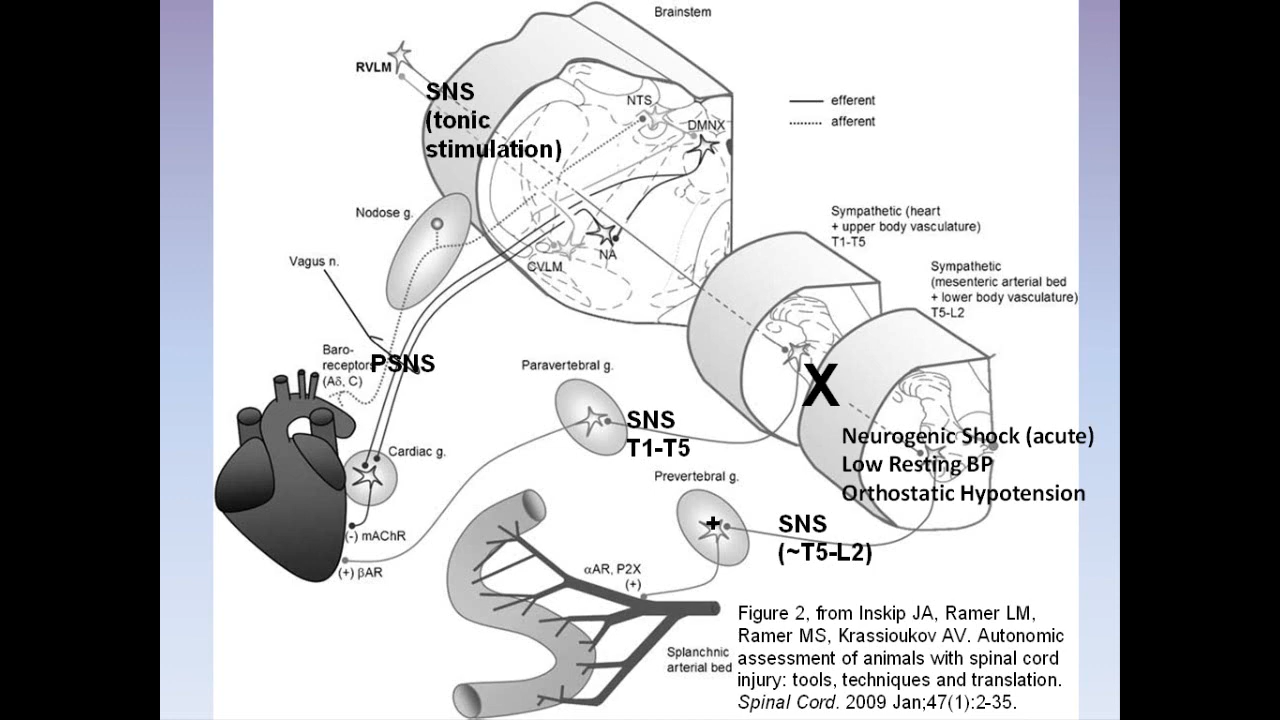 Brainstem
RVLM
SNS
(tonic
stimulation)
NTS
DMNX
efferent
afferent
Nodose g.
Sympathetic (heart
+ upper body vasculature)
T1-T5
Vagus n.
CVLM
NA
Sympathetic
(mesenteric arterial bed
+ lower body vasculature)
T5-L2
Baro-
receptors
(Aδ, C)
PSNS
Paravertebral g.
X
SNS
T1-T5
Neurogenic Shock (acute)
Low Resting BP
Orthostatic Hypotension
Cardiac g.
Prevertebral g.
+
SNS
(~T5-L2)
(-) mAChR
(+) βAR
αAR, P2X
(+)
Splanchnic
arterial bed
Figure 2, from Inskip JA, Ramer LM,
Ramer MS, Krassioukov AV. Autonomic
assessment of animals with spinal cord
injury: tools, techniques and translation.
Spinal Cord. 2009 Jan;47(1):2-35.